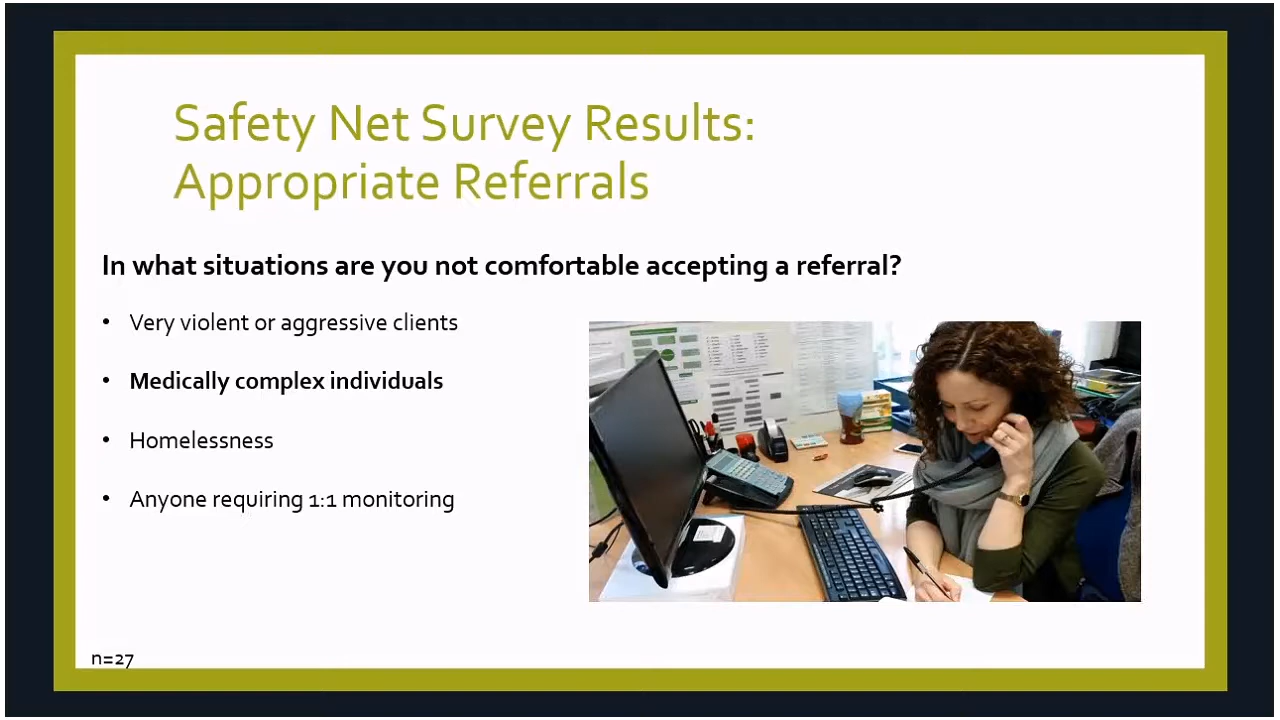 Safety Net Survey Results:
Appropriate Referrals
In what situations are you not comfortable accepting a referral?
• Very violent or aggressive clients
• Medically complex individuals
• Homelessness
• Anyone requiring 1:1 monitoring
n=27